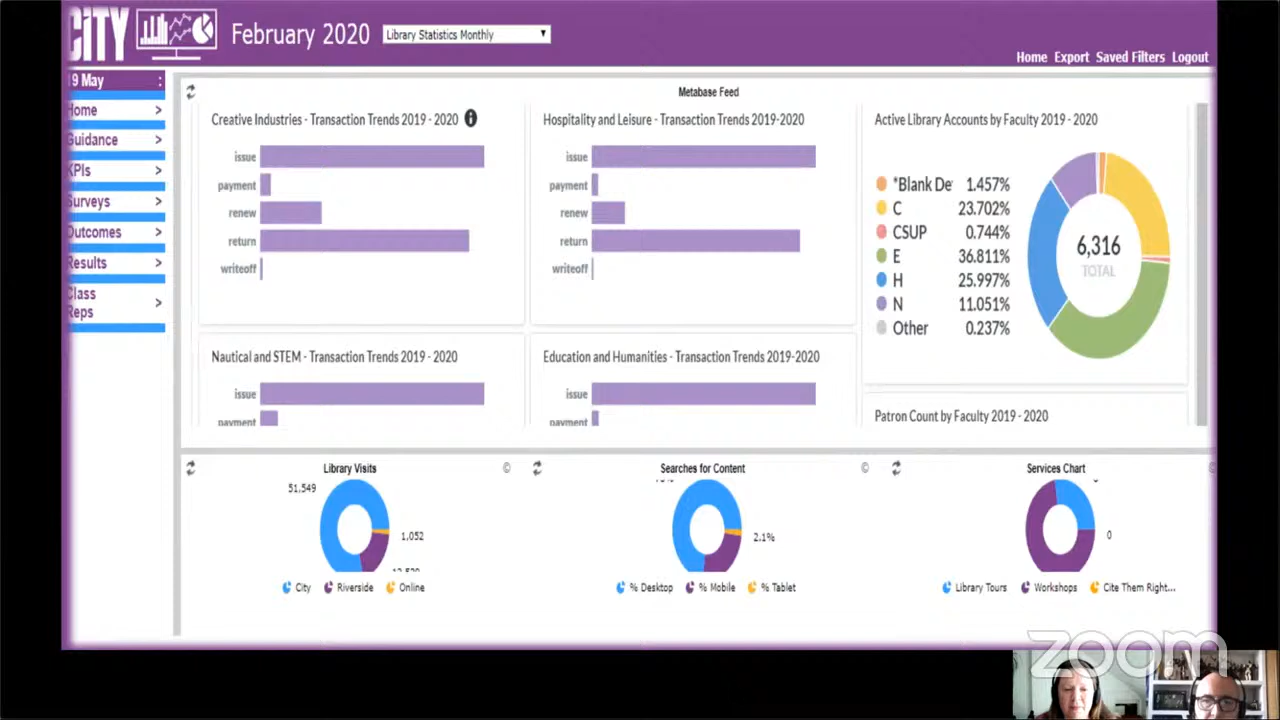 CiTY
February 2020
Library Statistics Monthly
Home Export Saved Filters Logout
19 May :
Home >
Guidance >
KPIs >
Surveys >
Outcomes >
Results >
Class
Reps >
Metabase Feed
Creative Industries - Transaction Trends 2019 - 2020
issue
payment
renew
return
writeoff
Hospitality and Leisure - Transaction Trends 2019-2020
issue
payment
renew
return
writeoff
Active Library Accounts by Faculty 2019 - 2020
*Blank De 1.457%
C 23.702%
CSUP 0.744%
E 36.811%
H 25.997%
N 11.051%
Other 0.237%
6,316
TOTAL
Nautical and STEM - Transaction Trends 2019 - 2020
issue
payment
Education and Humanities - Transaction Trends 2019-2020
issue
payment
Patron Count by Faculty 2019 - 2020
Library Visits
51,549
1,052
City Riverside Online
Searches for Content
2.1%
% Desktop % Mobile % Tablet
Services Chart
0
Library Tours Workshops Cite Them Right...
zoom